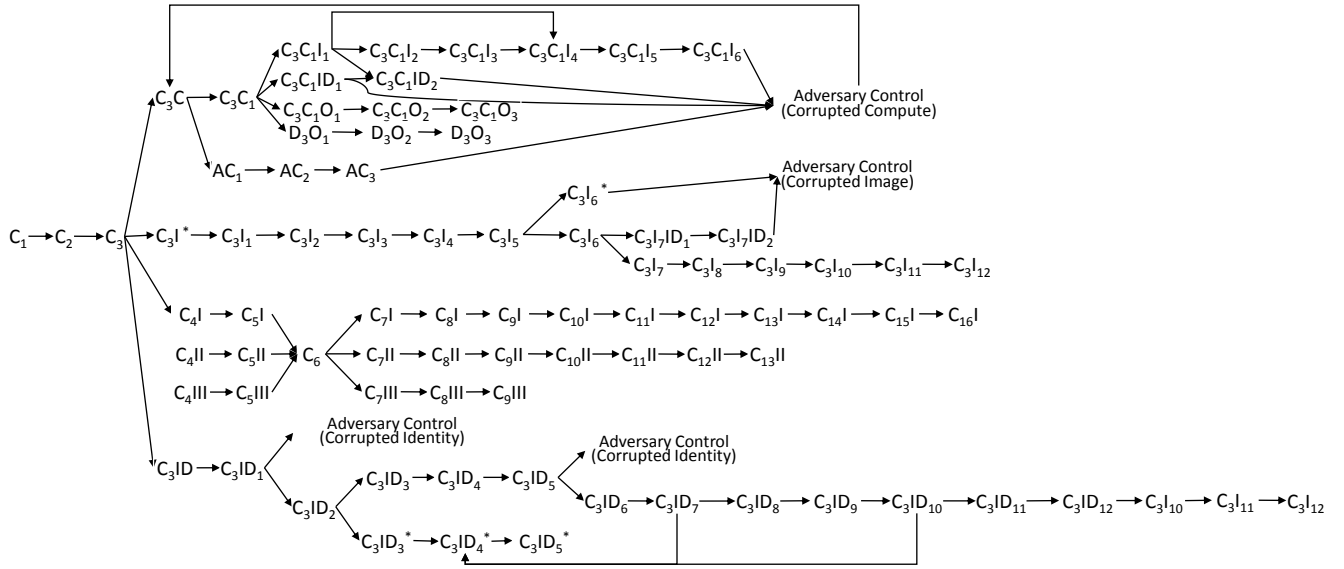 C₃C₁I₁ C₃C₁I₂ C₃C₁I₃ C₃C₁I₄ C₃C₁I₅ C₃C₁I₆
C₃C₁ID₁ C₃C₁ID₂
C₃C C₃C₁
Adversary Control
(Corrupted Compute)
C₃C₁O₁ C₃C₁O₂ C₃C₁O₃
D₃O₁ D₃O₂ D₃O₃
AC₁ AC₂ AC₃
Adversary Control
(Corrupted Image)
C₃I₆*
C₁ C₂ C₃ C₃I* C₃I₁ C₃I₂ C₃I₃ C₃I₄ C₃I₅ C₃I₆ C₃I₇ID₁ C₃I₇ID₂
C₃I₇ C₃I₈ C₃I₉ C₃I₁₀ C₃I₁₁ C₃I₁₂
C₄I C₅I C₇I C₈I C₉I C₁₀I C₁₁I C₁₂I C₁₃I C₁₄I C₁₅I C₁₆I
C₄II C₅II C₆ C₇II C₈II C₉II C₁₀II C₁₁II C₁₂II C₁₃II
C₄III C₅III C₇III C₈III C₉III
Adversary Control
(Corrupted Identity)
Adversary Control
(Corrupted Identity)
C₃ID C₃ID₁
C₃ID₃ C₃ID₄ C₃ID₅
C₃ID₂ C₃ID₆ C₃ID₇ C₃ID₈ C₃ID₉ C₃ID₁₀ C₃ID₁₁ C₃ID₁₂ C₃I₁₀ C₃I₁₁ C₃I₁₂
C₃ID₃* C₃ID₄* C₃ID₅*